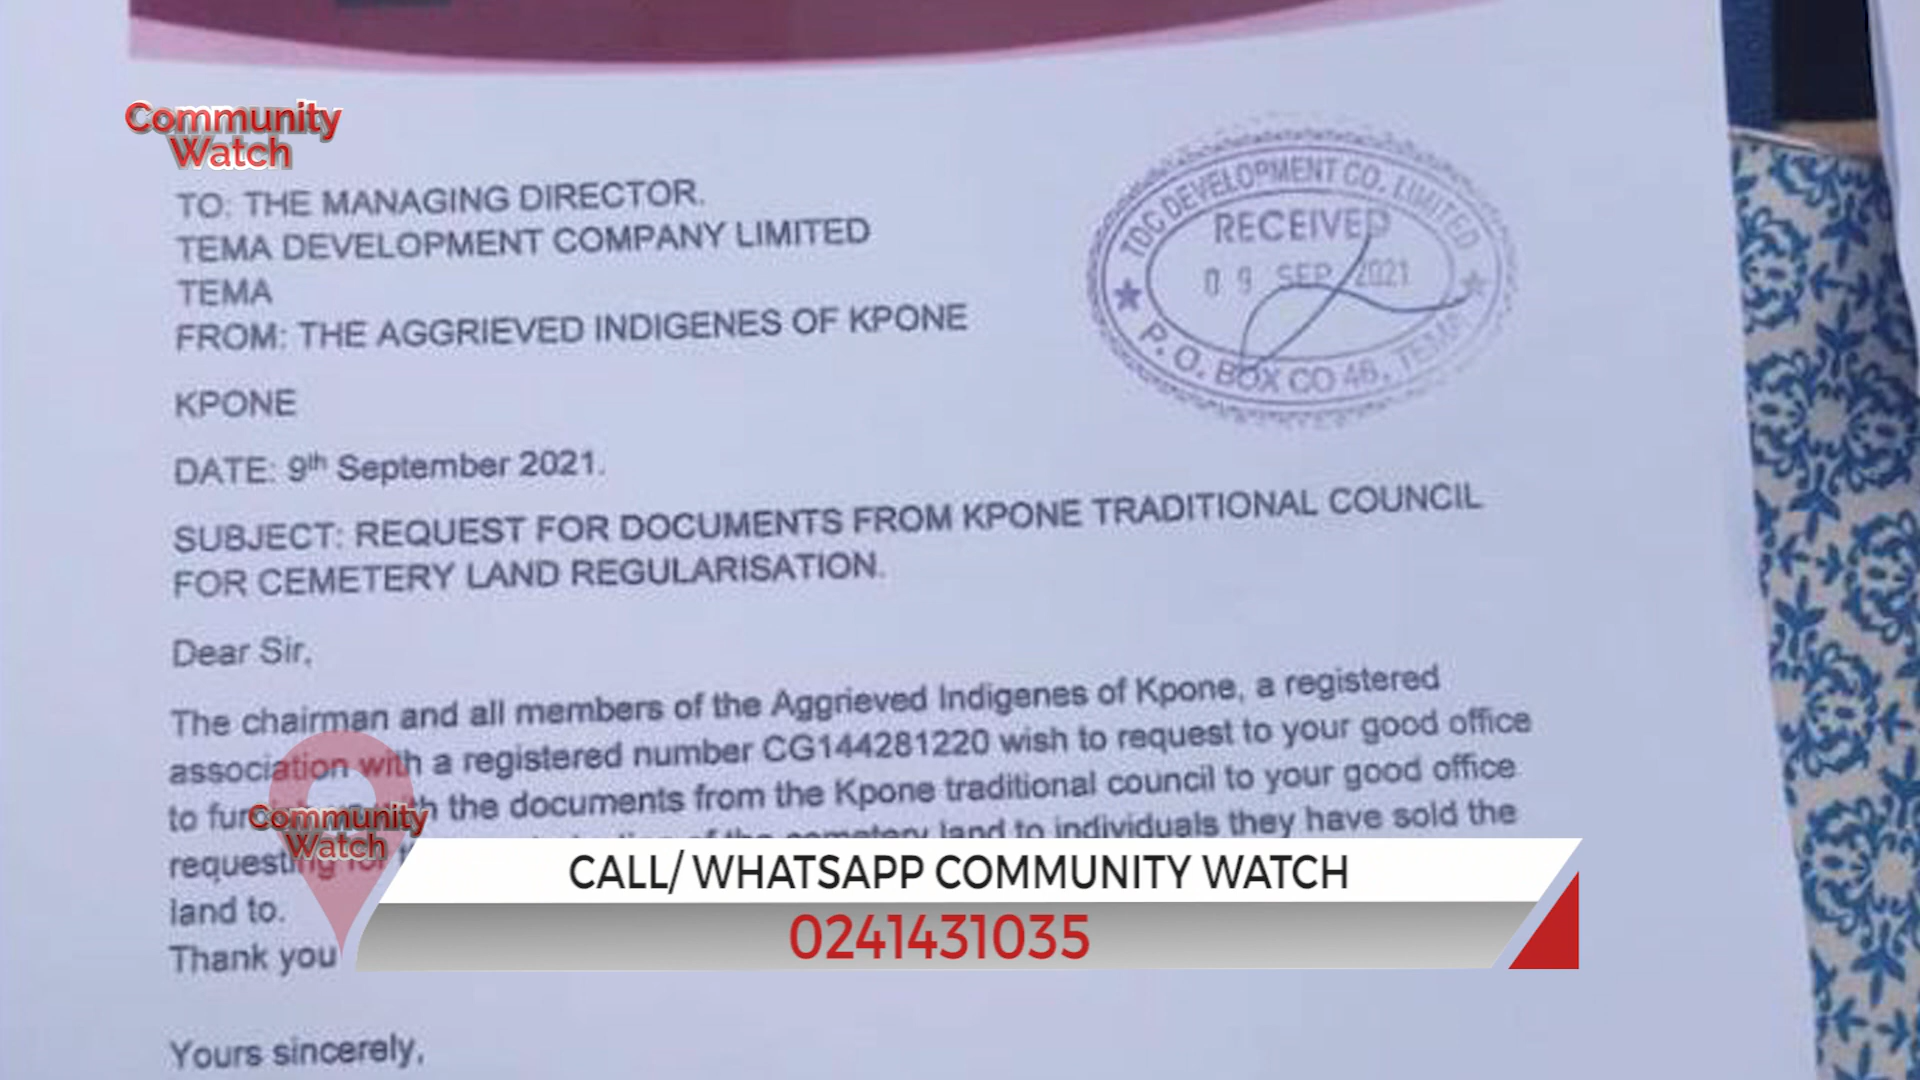 Community
Watch
TO: THE MANAGING DIRECTOR.
TEMA DEVELOPMENT COMPANY LIMITED
TEMA
FROM: THE AGGRIEVED INDIGENES OF KPONE
TDC DEVELOPMENT CO. LIMITED
RECEIVED
09 SEP 2021
P. O. BOX CO 46, TEMA
KPONE
DATE: 9th September 2021.
SUBJECT: REQUEST FOR DOCUMENTS FROM KPONE TRADITIONAL COUNCIL
FOR CEMETERY LAND REGULARISATION.
Dear Sir,
The chairman and all members of the Aggrieved Indigenes of Kpone, a registered
association with a registered number CG144281220 wish to request to your good office
to the documents from the Kpone traditional council to your good office
requesting for of the cemetery land to individuals they have sold the
land to.
Thank you
Yours sincerely,
Community
Watch
CALL/ WHATSAPP COMMUNITY WATCH
0241431035